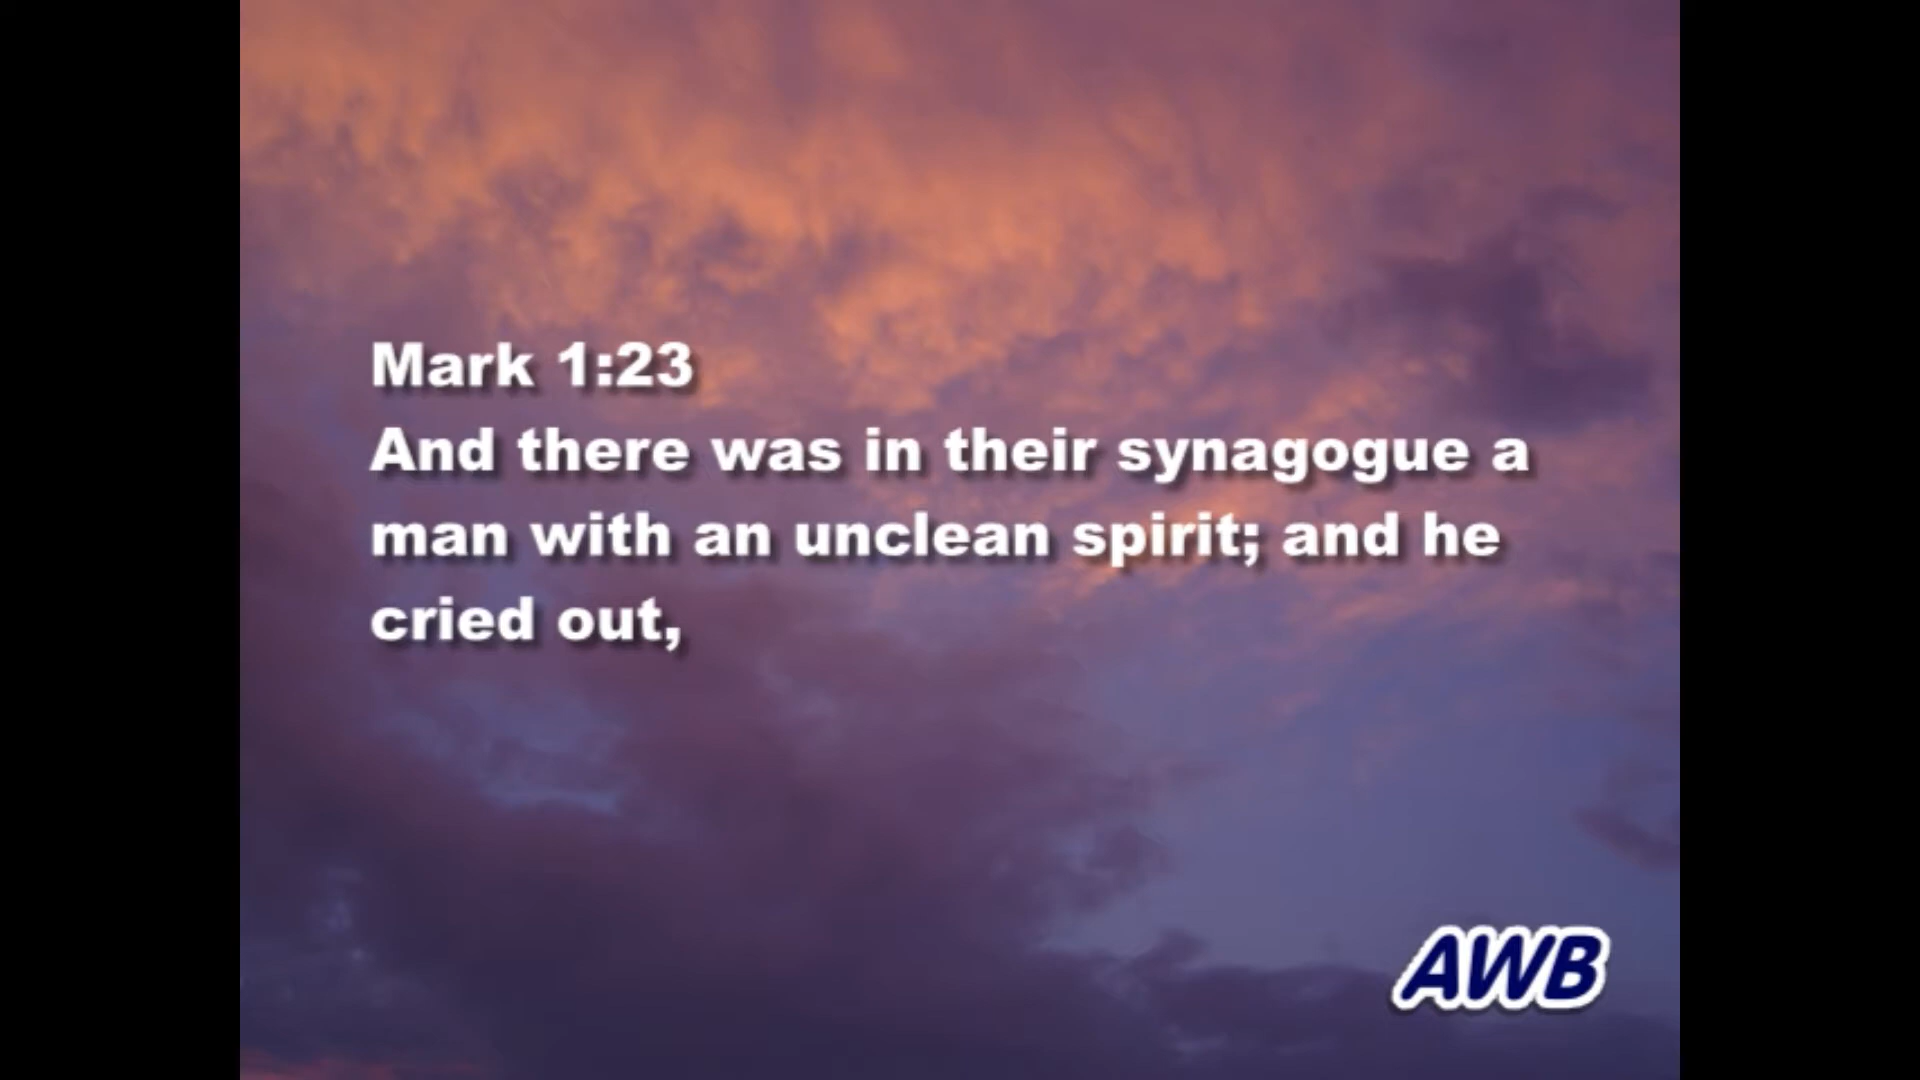 Mark 1:23
And there was in their synagogue a
man with an unclean spirit; and he
cried out,
AWB